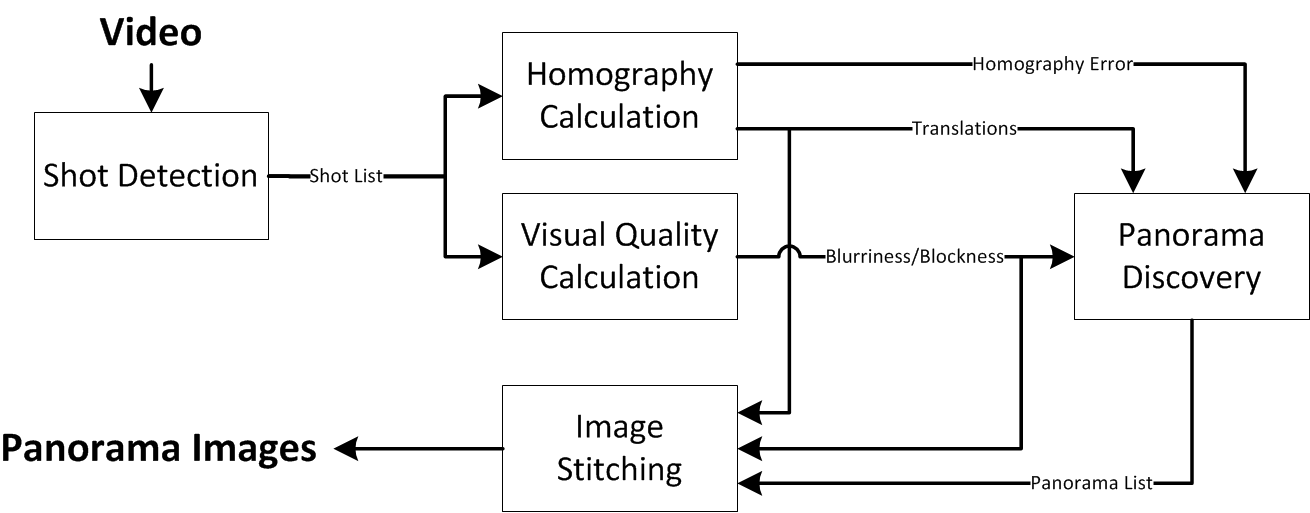 Video
Shot Detection
Shot List
Homography
Calculation
Homography Error
Translations
Visual Quality
Calculation
Blurriness/Blockness
Panorama
Discovery
Image
Stitching
Panorama List
Panorama Images